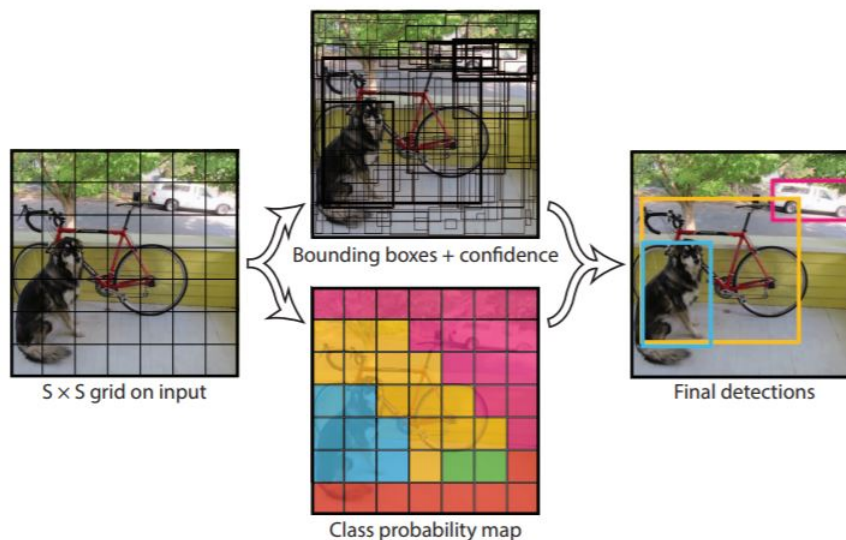 Bounding boxes + confidence
S × S grid on input
Final detections
Class probability map